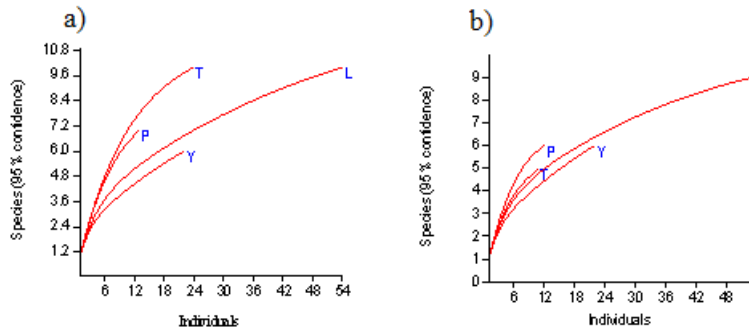 a)
Species (95 % confidence)
10.8
9.6
8.4
7.2
6.0
4.8
3.6
2.4
1.2
T
L
P
Y
6 12 18 24 30 36 42 48 54
Individuals
b)
Species (95 % confidence)
9
8
7
6
5
4
3
2
1
0
P
Y
T
6 12 18 24 30 36 42 48
Individuals